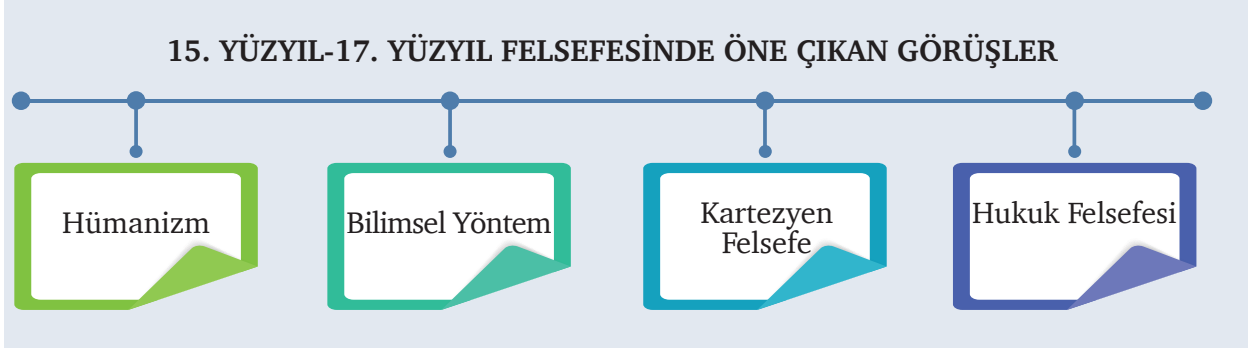 15. YÜZYIL-17. YÜZYIL FELSEFESİNDE ÖNE ÇIKAN GÖRÜŞLER
Hümanizm
Bilimsel Yöntem
Kartezyen
Felsefe
Hukuk Felsefesi